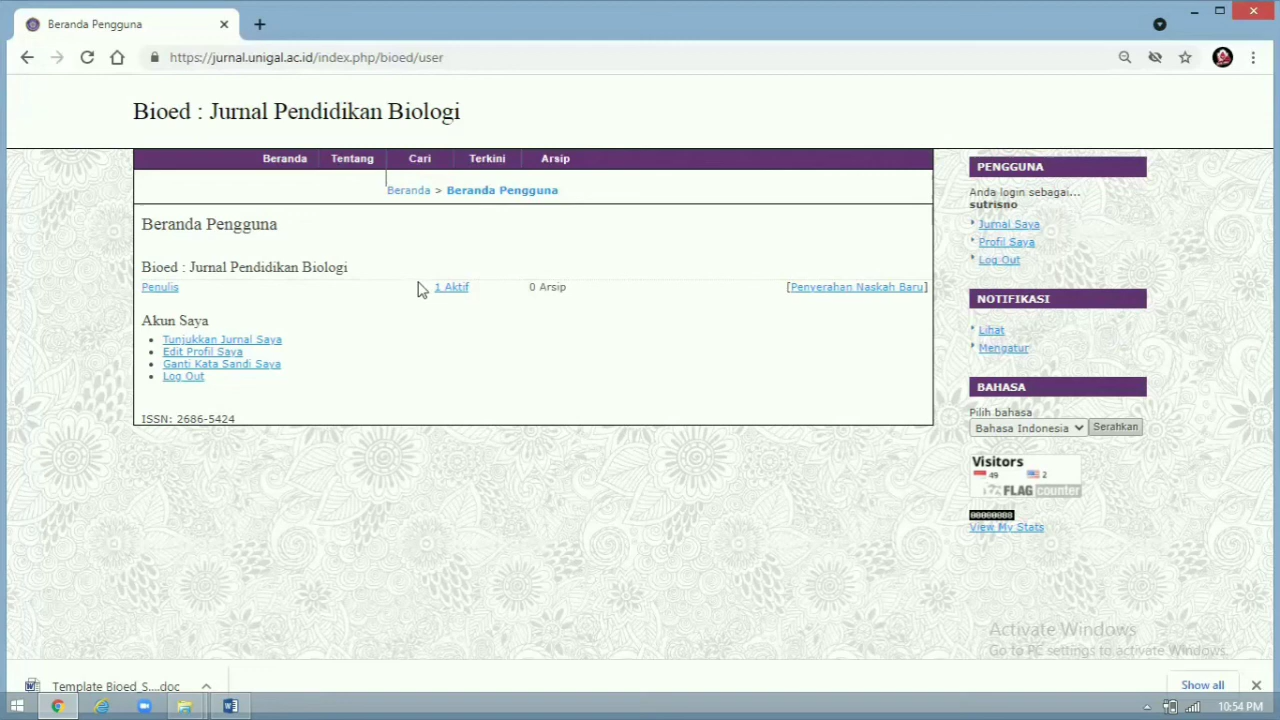 Beranda Pengguna
https://jurnal.unigal.ac.id/index.php/bioed/user
Bioed : Jurnal Pendidikan Biologi
Beranda Tentang Cari Terkini Arsip
Beranda > Beranda Pengguna
Beranda Pengguna
Bioed : Jurnal Pendidikan Biologi
Penulis 1 Aktif 0 Arsip [Penyerahan Naskah Baru]
Akun Saya
Tunjukkan Jurnal Saya
Edit Profil Saya
Ganti Kata Sandi Saya
Log Out
ISSN: 2686-5424
PENGGUNA
Anda login sebagai...
sutrisno
Jurnal Saya
Profil Saya
Log Out
NOTIFIKASI
Lihat
Mengatur
BAHASA
Pilih bahasa
Bahasa Indonesia Serahkan
Visitors
49 2
FLAG counter
00000000
View My Stats
Activate Windows
Go to PC settings to activate Windows.
Template Bioed_S....doc
Show all
10:54 PM